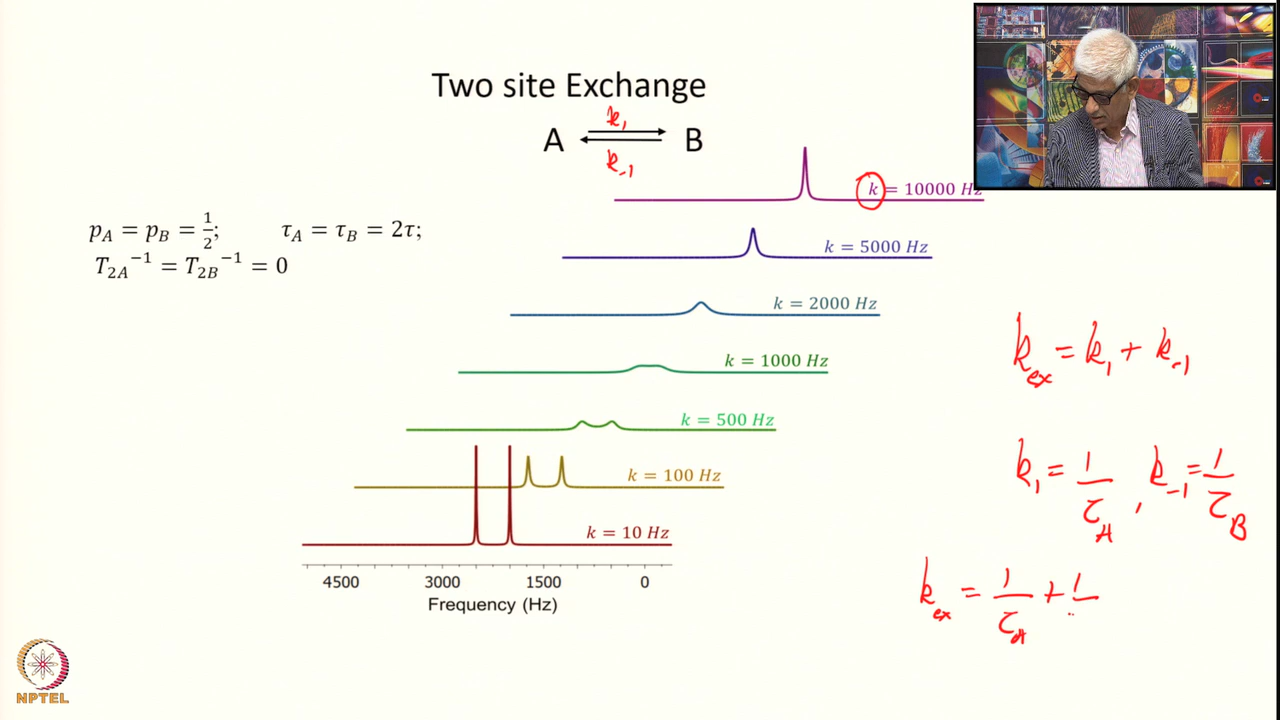 Two site Exchange
k₁
A ⇌ B
k₋₁
k = 10000 Hz
p_A = p_B = 1/2;    τ_A = τ_B = 2τ;
T_2A⁻¹ = T_2B⁻¹ = 0
k = 5000 Hz
k = 2000 Hz
k = 1000 Hz
k = 500 Hz
k = 100 Hz
k = 10 Hz
4500 3000 1500 0
Frequency (Hz)
k_ex = k₁ + k₋₁
k₁ = 1/τ_A , k₋₁ = 1/τ_B
k_ex = 1/τ_A + 1/
NPTEL